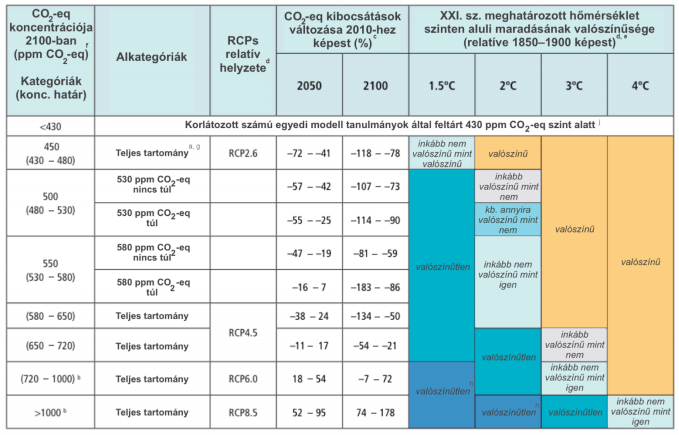 CO₂-eq
koncentrációja
2100-ban f
(ppm CO₂-eq)
Kategóriák
(konc. határ)
Alkategóriák
RCPs
relatív
helyzete d
CO₂-eq kibocsátások
változása 2010-hez
képest (%) c
2050
2100
XXI. sz. meghatározott hőmérséklet
szinten aluli maradásának valószínűsége
(relatíve 1850–1900 képest) d, e
1.5ºC
2ºC
3ºC
4ºC
<430
Korlátozott számú egyedi modell tanulmányok által feltárt 430 ppm CO₂-eq szint alatt j
450
(430 – 480)
Teljes tartomány a, g
RCP2.6
−72 – −41
−118 – −78
inkább nem
valószínű mint
valószínű
valószínű
valószínű
valószínű
500
(480 – 530)
530 ppm CO₂-eq
nincs túl
−57 – −42
−107 – −73
valószínűtlen
inkább
valószínű mint
nem
530 ppm CO₂-eq
túl
−55 – −25
−114 – −90
kb. annyira
valószínű mint
nem
550
(530 – 580)
580 ppm CO₂-eq
nincs túl
−47 – −19
−81 – −59
inkább nem
valószínű mint
igen
580 ppm CO₂-eq
túl
−16 – 7
−183 – −86
(580 – 650)
Teljes tartomány
RCP4.5
−38 – 24
−134 – −50
(650 – 720)
Teljes tartomány
−11 – 17
−54 – −21
valószínűtlen
inkább
valószínű mint
nem
(720 – 1000) b
Teljes tartomány
RCP6.0
18 – 54
−7 – 72
valószínűtlen h
inkább nem
valószínű mint
igen
>1000 b
Teljes tartomány
RCP8.5
52 – 95
74 – 178
valószínűtlen h
valószínűtlen
inkább nem
valószínű mint
igen